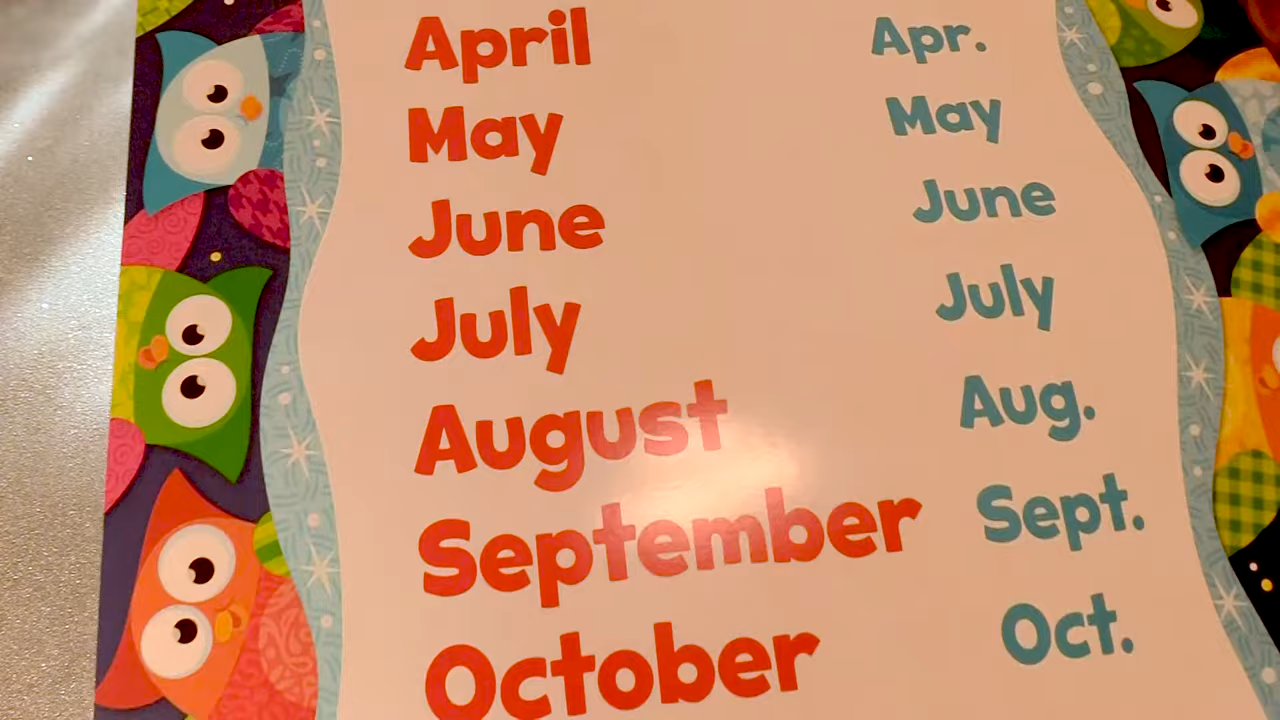 April Apr.
May May
June June
July July
August Aug.
September Sept.
October Oct.